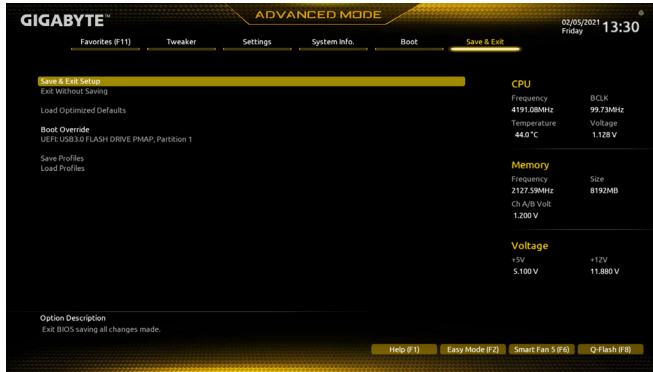 GIGABYTE™
ADVANCED MODE
02/05/2021
Friday
13:30
Favorites (F11) Tweaker Settings System Info. Boot Save & Exit
Save & Exit Setup
Exit Without Saving
Load Optimized Defaults
Boot Override
UEFI: USB3.0 FLASH DRIVE PMAP, Partition 1
Save Profiles
Load Profiles
CPU
Frequency BCLK
4191.08MHz 99.73MHz
Temperature Voltage
44.0°C 1.128 V
Memory
Frequency Size
2127.59MHz 8192MB
Ch A/B Volt
1.200 V
Voltage
+5V +12V
5.100 V 11.880 V
Option Description
Exit BIOS saving all changes made.
Help (F1) Easy Mode (F2) Smart Fan 5 (F6) Q-Flash (F8)